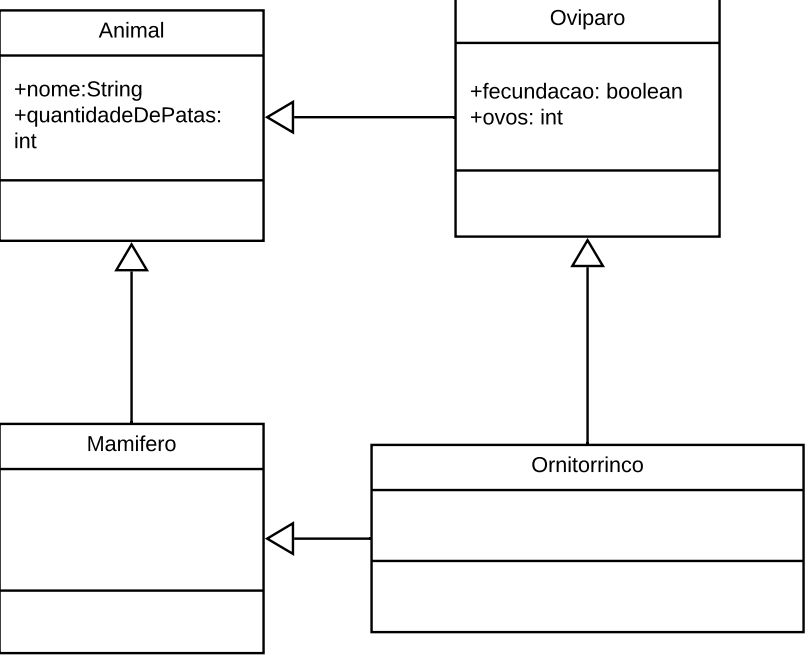 Animal
+nome:String
+quantidadeDePatas:
int
Oviparo
+fecundacao: boolean
+ovos: int
Mamifero
Ornitorrinco